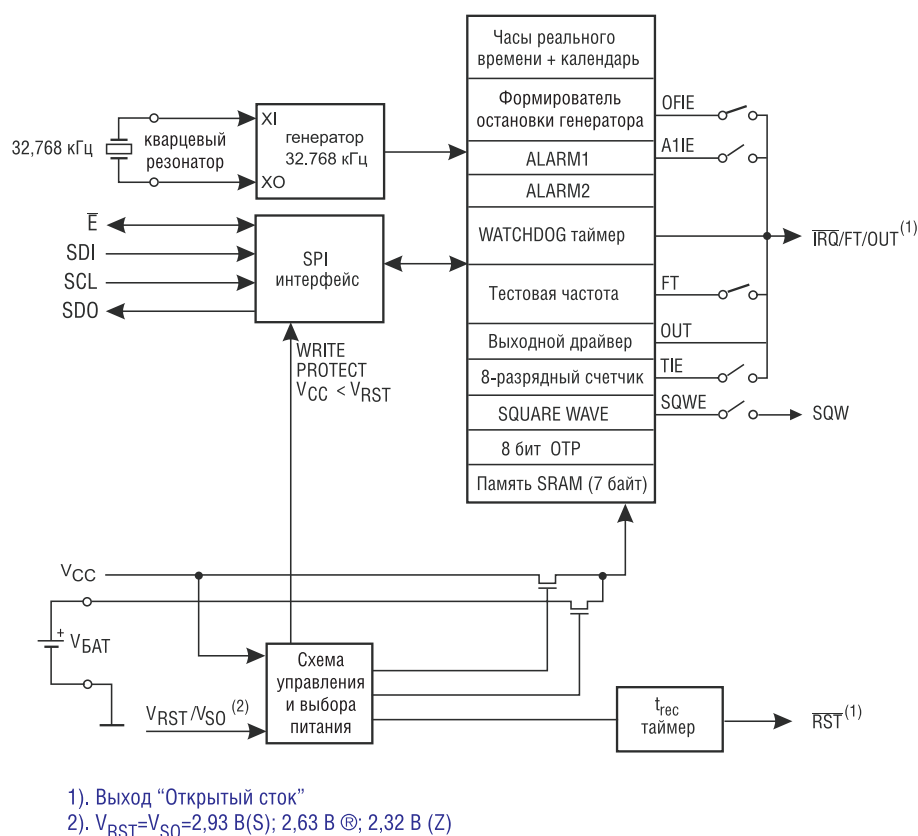 Часы реального
времени + календарь
Формирователь
остановки генератора
OFIE
ALARM1
A1IE
ALARM2
WATCHDOG таймер
IRQ/FT/OUT(1)
Тестовая частота
FT
Выходной драйвер
OUT
8-разрядный счетчик
TIE
SQUARE WAVE
SQWE
SQW
8 бит OTP
Память SRAM (7 байт)
32,768 кГц
кварцевый
резонатор
XI
генератор
32.768 кГц
XO
E
SDI
SCL
SDO
SPI
интерфейс
WRITE
PROTECT
VCC < VRST
VCC
+
VБАТ
VRST/VSO (2)
Схема
управления
и выбора
питания
trec
таймер
RST(1)
1). Выход “Открытый сток”
2). VRST=VSO=2,93 В(S); 2,63 В ®; 2,32 В (Z)